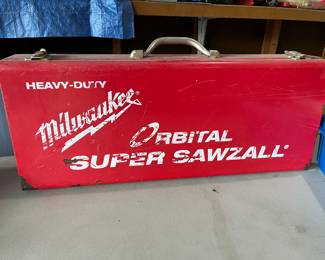 HEAVY-DUTY
Milwaukee
ORBITAL
SUPER SAWZALL®